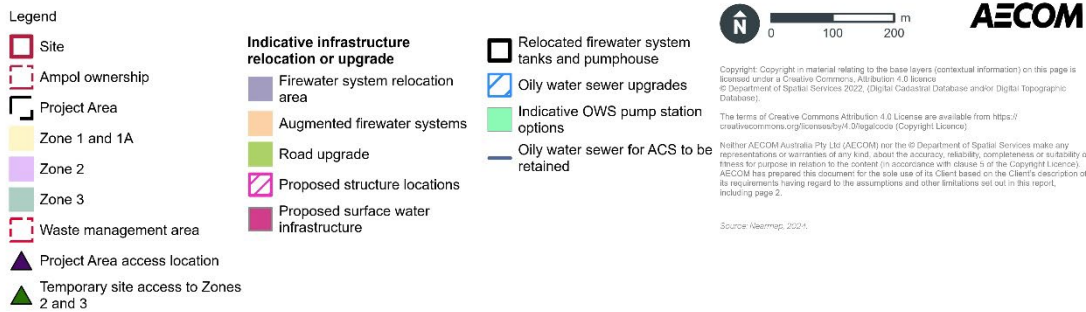 Legend
Site
Ampol ownership
Project Area
Zone 1 and 1A
Zone 2
Zone 3
Waste management area
Project Area access location
Temporary site access to Zones
2 and 3
Indicative infrastructure
relocation or upgrade
Firewater system relocation
area
Augmented firewater systems
Road upgrade
Proposed structure locations
Proposed surface water
infrastructure
Relocated firewater system
tanks and pumphouse
Oily water sewer upgrades
Indicative OWS pump station
options
Oily water sewer for ACS to be
retained
N
m
0 100 200
AECOM
Copyright: Copyright in material relating to the base layers (contextual information) on this page is
licensed under a Creative Commons, Attribution 4.0 licence
© Department of Spatial Services 2022, (Digital Cadastral Database and/or Digital Topographic
Database).
The terms of Creative Commons Attribution 4.0 License are available from https://
creativecommons.org/licenses/by/4.0/legalcode (Copyright Licence)
Neither AECOM Australia Pty Ltd (AECOM) nor the © Department of Spatial Services make any
representations or warranties of any kind, about the accuracy, reliability, completeness or suitability or
fitness for purpose in relation to the content (in accordance with clause 5 of the Copyright Licence).
AECOM has prepared this document for the sole use of its Client based on the Client's description of
its requirements having regard to the assumptions and other limitations set out in this report,
including page 2.
Source: Nearmap, 2024.